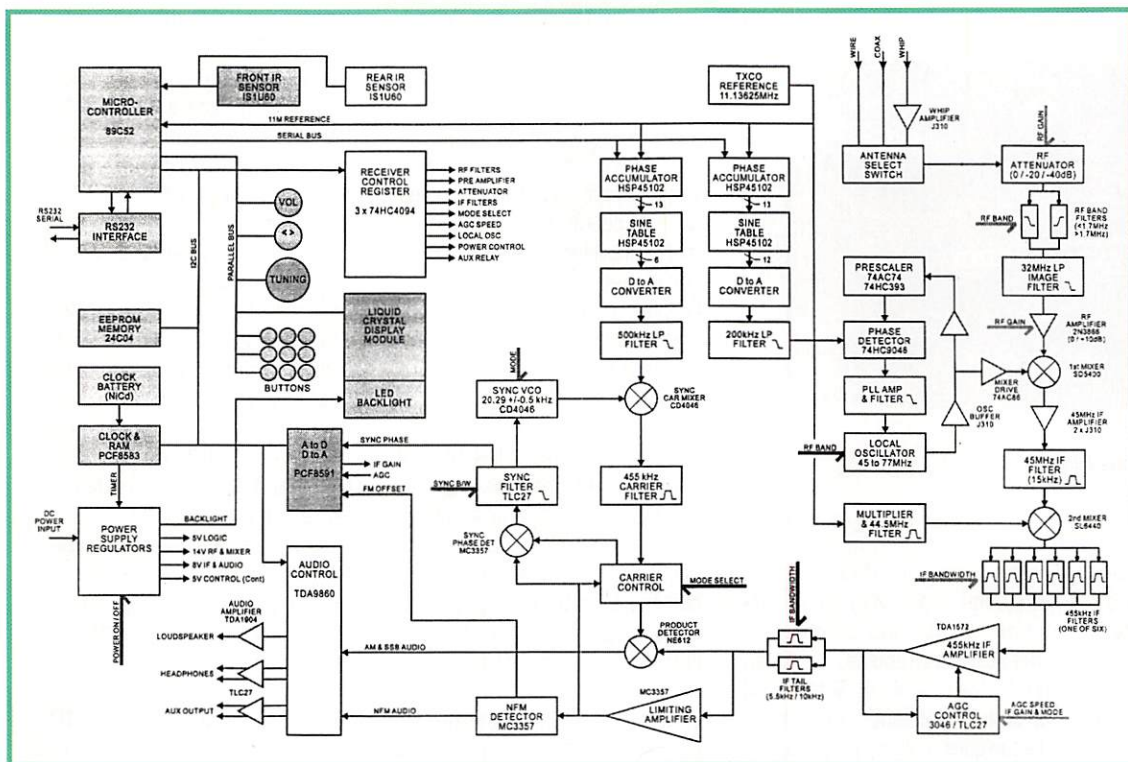 MICRO-
CONTROLLER
89C52
FRONT IR
SENSOR
IS1U60
REAR IR
SENSOR
IS1U60
11M REFERENCE
SERIAL BUS
RS232
SERIAL
RS232
INTERFACE
I2C BUS
PARALLEL BUS
VOL
< >
TUNING
BUTTONS
RECEIVER
CONTROL
REGISTER
3 x 74HC4094
RF FILTERS
PRE AMPLIFIER
ATTENUATOR
IF FILTERS
MODE SELECT
AGC SPEED
LOCAL OSC
POWER CONTROL
AUX RELAY
LIQUID
CRYSTAL
DISPLAY
MODULE
LED
BACKLIGHT
EEPROM
MEMORY
24C04
CLOCK
BATTERY
(NiCd)
CLOCK &
RAM
PCF8583
TIMER
DC
POWER
INPUT
POWER
SUPPLY
REGULATORS
BACKLIGHT
5V LOGIC
14V RF & MIXER
8V IF & AUDIO
5V CONTROL (Cont)
POWER ON / OFF
A to D
D to A
PCF8591
SYNC PHASE
IF GAIN
AGC
FM OFFSET
AUDIO
CONTROL
TDA9860
AUDIO
AMPLIFIER
TDA1904
LOUDSPEAKER
HEADPHONES
TLC27
AUX OUTPUT
AM & SSB AUDIO
NFM AUDIO
TXCO
REFERENCE
11.13625MHz
PHASE
ACCUMULATOR
HSP45102
13
SINE
TABLE
HSP45102
6
D to A
CONVERTER
500kHz LP
FILTER
PHASE
ACCUMULATOR
HSP45102
13
SINE
TABLE
HSP45102
12
D to A
CONVERTER
200kHz LP
FILTER
MODE
SYNC VCO
20.29 +/-0.5 kHz
CD4046
SYNC
CAR MIXER
CD4046
SYNC B/W
SYNC
FILTER
TLC27
SYNC
PHASE DET
MC3357
455 kHz
CARRIER
FILTER
CARRIER
CONTROL
MODE SELECT
PRODUCT
DETECTOR
NE612
NFM
DETECTOR
MC3357
MC3357
LIMITING
AMPLIFIER
IF BANDWIDTH
IF TAIL
FILTERS
(5.5kHz / 10kHz)
WIRE
COAX
WHIP
WHIP
AMPLIFIER
J310
ANTENNA
SELECT
SWITCH
RF GAIN
RF
ATTENUATOR
(0 / -20 / -40dB)
RF BAND
RF BAND
FILTERS
(<1.7MHz
>1.7MHz)
32MHz LP
IMAGE
FILTER
RF GAIN
RF
AMPLIFIER
2N3866
(0 / +10dB)
PRESCALER
74AC74
74HC393
PHASE
DETECTOR
74HC9046
PLL AMP
& FILTER
RF BAND
LOCAL
OSCILLATOR
45 to 77MHz
MIXER
DRIVE
74AC86
OSC
BUFFER
J310
1st MIXER
SD5400
45MHz IF
AMPLIFIER
2 x J310
45MHz IF
FILTER
(15kHz)
MULTIPLIER
& 44.5MHz
FILTER
2nd MIXER
SL6440
IF BANDWIDTH
455kHz IF
FILTERS
(ONE OF SIX)
TDA1572
455kHz IF
AMPLIFIER
AGC
CONTROL
3046 / TLC27
AGC SPEED
IF GAIN & MODE